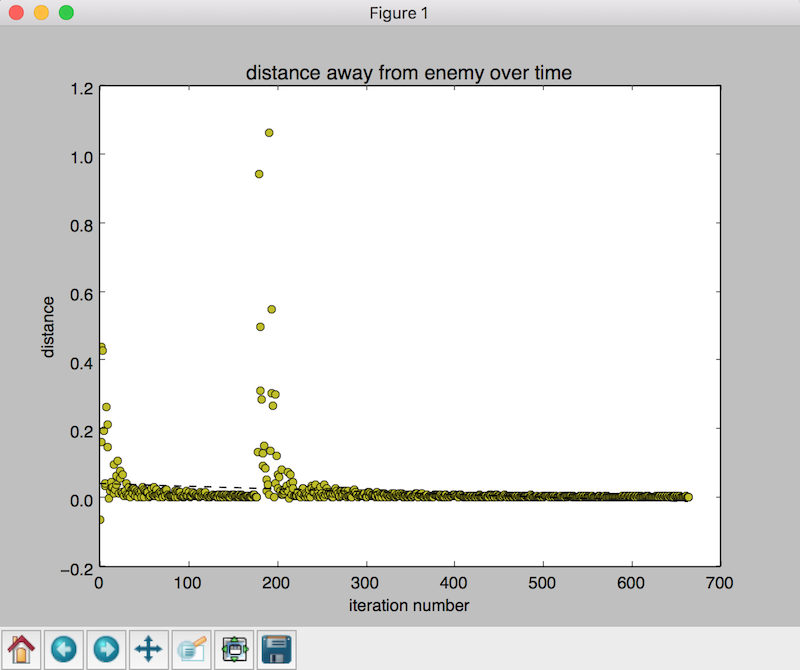 Figure 1
distance away from enemy over time
1.2
1.0
0.8
0.6
0.4
0.2
0.0
−0.2
distance
0 100 200 300 400 500 600 700
iteration number